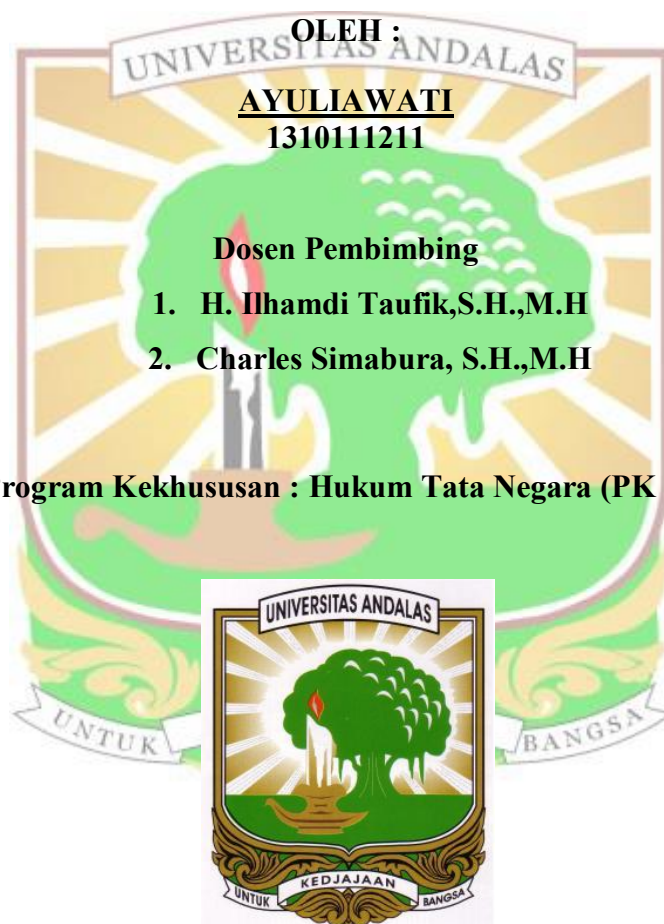 OLEH :
UNIVERSITAS ANDALAS
AYULIAWATI
1310111211
Dosen Pembimbing
1. H. Ilhamdi Taufik,S.H.,M.H
2. Charles Simabura, S.H.,M.H
rogram Kekhususan : Hukum Tata Negara (PK
UNIVERSITAS ANDALAS
UNTUK
BANGSA
UNTUK KEDJAJAAN BANGSA